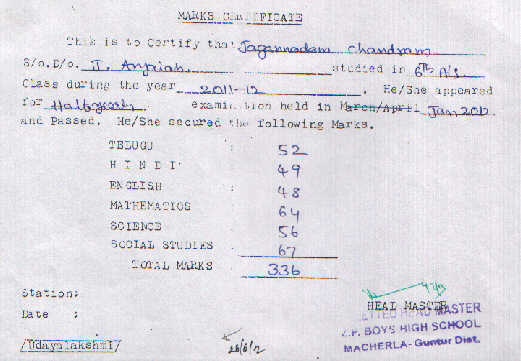 MARKS CERTIFICATE
This is to Certify that Jagannadam Chandram
S/o.D/o. J. Anjaiah studied in 6th
Class during the year 2011-12. He/She appeared
for Halfyearly examination held in March/April Jan 2012
and Passed. He/She secured the following Marks.
TELUGU : 52
HINDI 49
ENGLISH : 48
MATHEMATICS 64
SCIENCE 56
SOCIAL STUDIES 67
TOTAL MARKS 336
Station:
HEAD MASTER
Date :
HEAD MASTER
Z.P. BOYS HIGH SCHOOL
MACHERLA- Guntur Dist.
/Udayalakshmi/